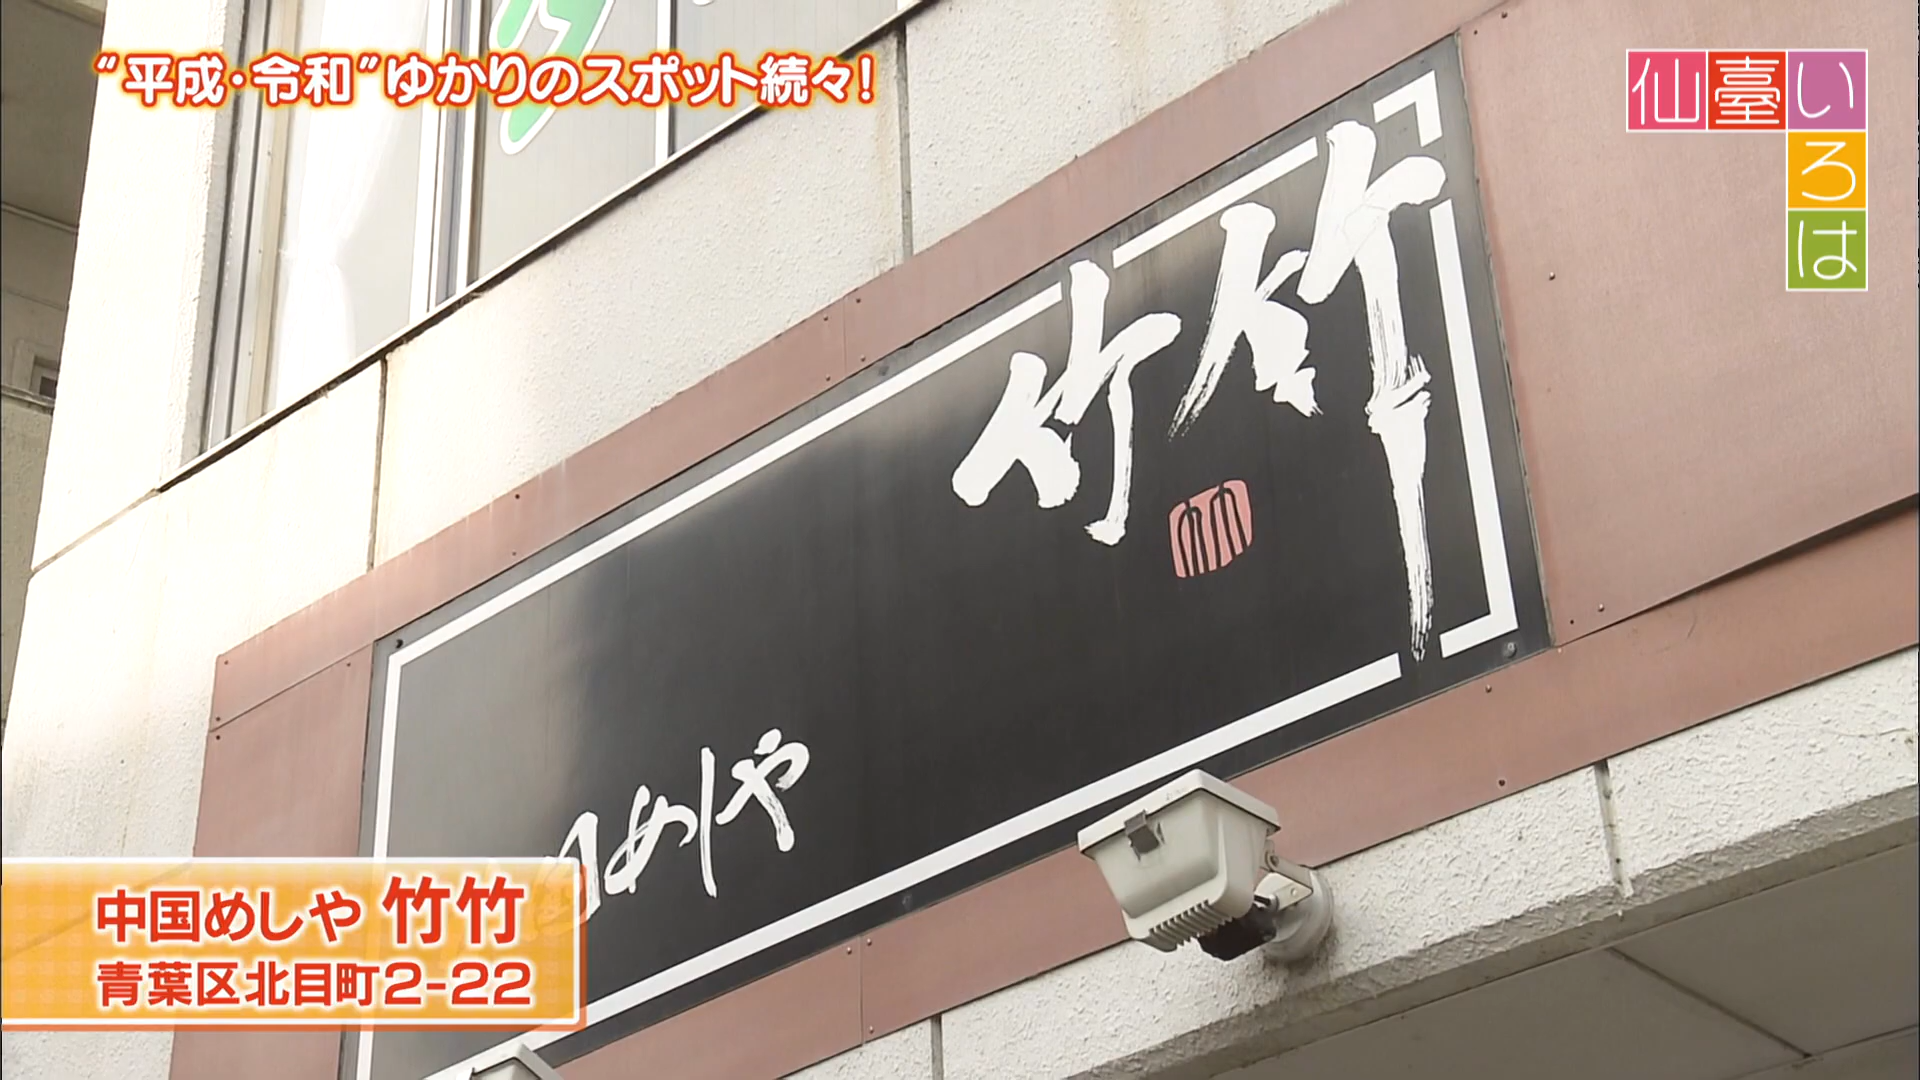 “平成・令和”ゆかりのスポット続々!
仙臺いろは
竹竹
めしや
中国めしや 竹竹
青葉区北目町2-22